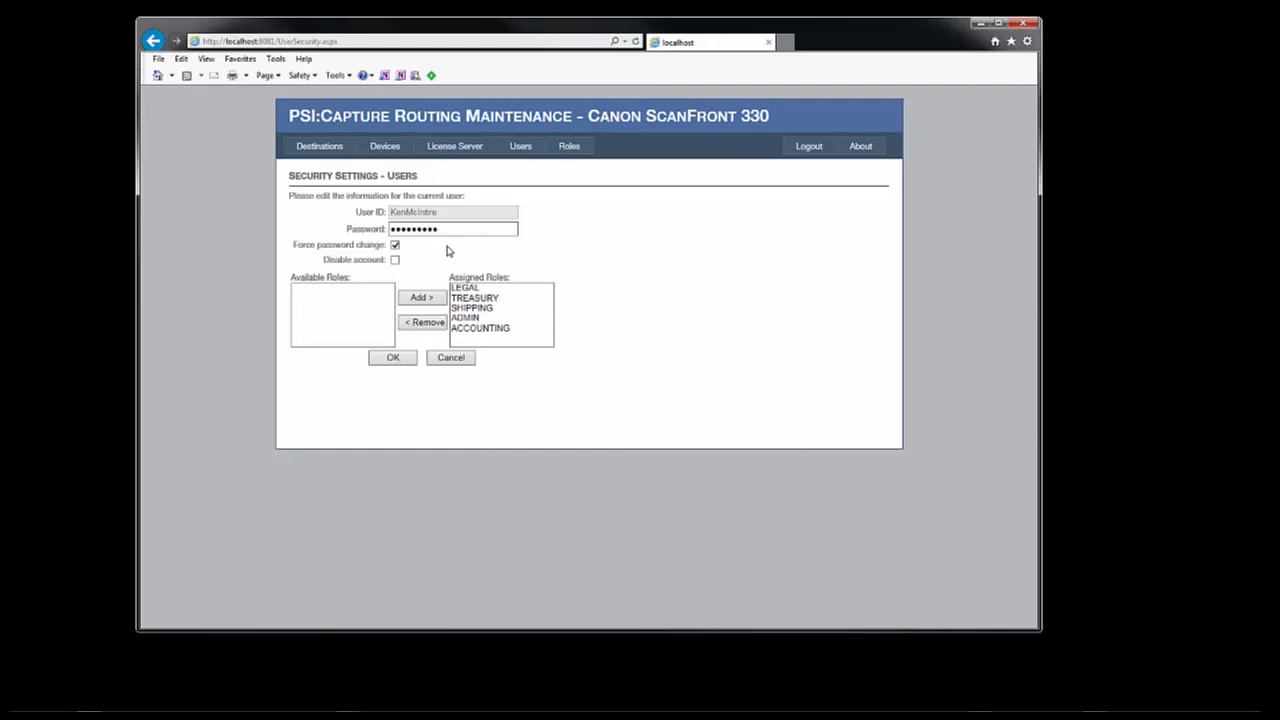 http://localhost:8081/UserSecurity.aspx
localhost
File Edit View Favorites Tools Help
Page Safety Tools
PSI:CAPTURE ROUTING MAINTENANCE - CANON SCANFRONT 330
Destinations Devices License Server Users Roles Logout About
SECURITY SETTINGS - USERS
Please edit the information for the current user:
User ID: KenMcIntire
Password: •••••••••
Force password change:
Disable account:
Available Roles: Assigned Roles:
LEGAL
Add > TREASURY
SHIPPING
ADMIN
< Remove ACCOUNTING
OK Cancel